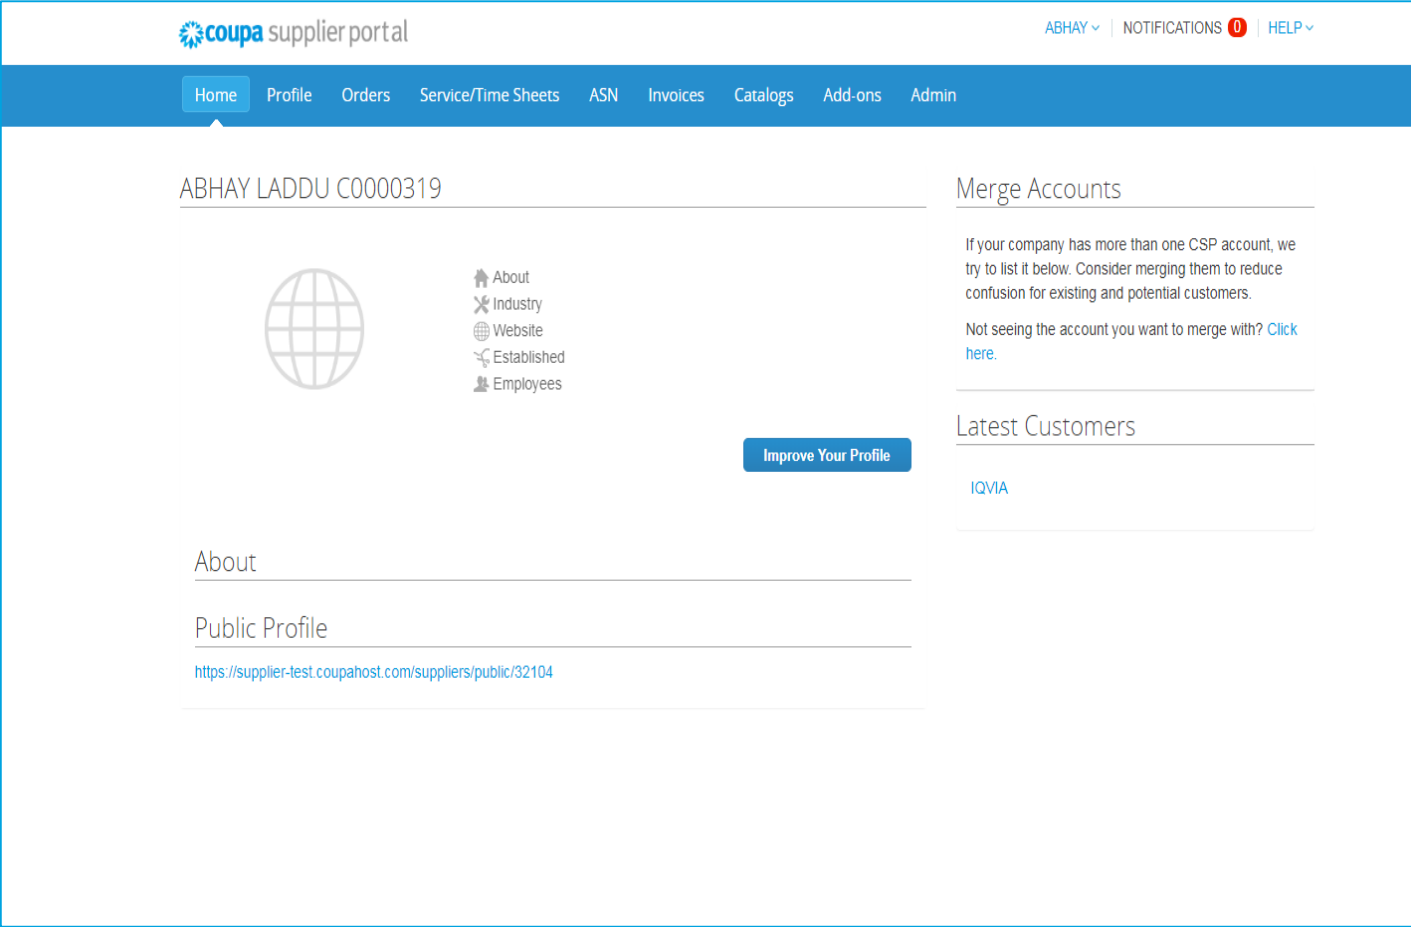 coupa supplier portal
ABHAY NOTIFICATIONS 0 HELP
Home Profile Orders Service/Time Sheets ASN Invoices Catalogs Add-ons Admin
ABHAY LADDU C0000319
About
Industry
Website
Established
Employees
Improve Your Profile
About
Public Profile
https://supplier-test.coupahost.com/suppliers/public/32104
Merge Accounts
If your company has more than one CSP account, we
try to list it below. Consider merging them to reduce
confusion for existing and potential customers.
Not seeing the account you want to merge with? Click
here.
Latest Customers
IQVIA